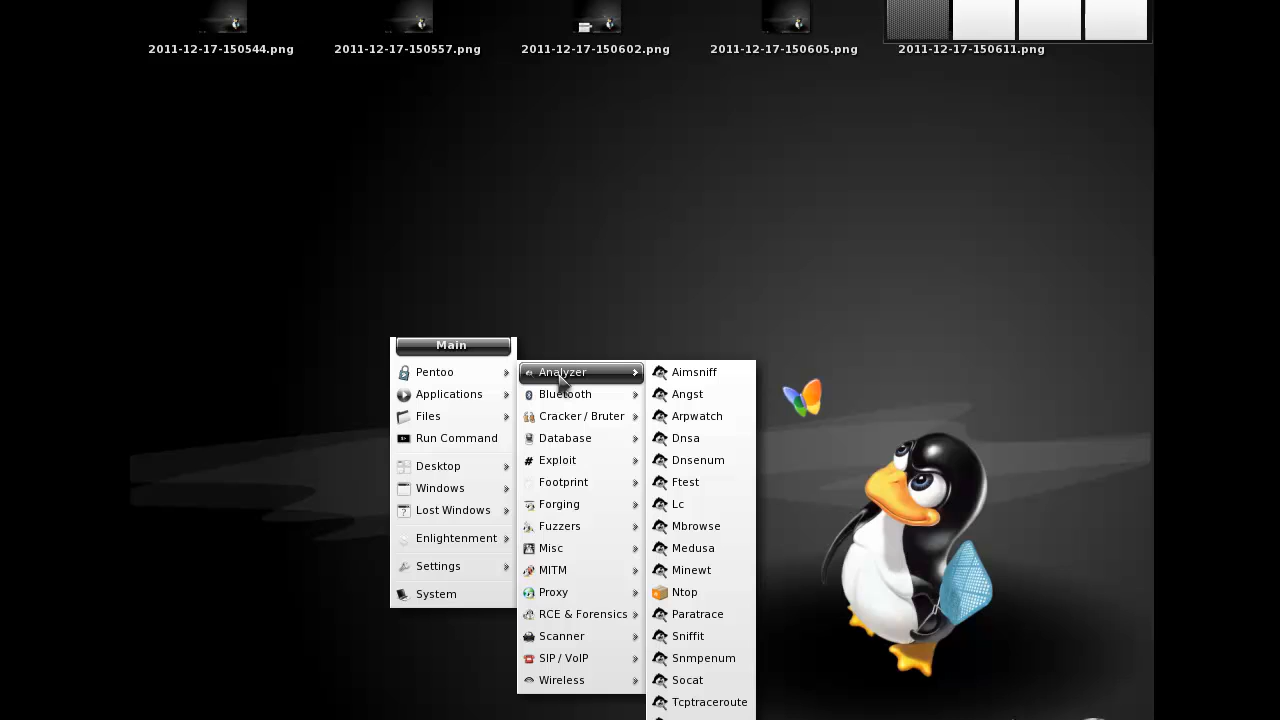 2011-12-17-150544.png
2011-12-17-150557.png
2011-12-17-150602.png
2011-12-17-150605.png
2011-12-17-150611.png
Main
Pentoo
Applications
Files
Run Command
Desktop
Windows
Lost Windows
Enlightenment
Settings
System
Analyzer
Bluetooth
Cracker / Bruter
Database
Exploit
Footprint
Forging
Fuzzers
Misc
MITM
Proxy
RCE & Forensics
Scanner
SIP / VoIP
Wireless
Aimsniff
Angst
Arpwatch
Dnsa
Dnsenum
Ftest
Lc
Mbrowse
Medusa
Minewt
Ntop
Paratrace
Sniffit
Snmpenum
Socat
Tcptraceroute